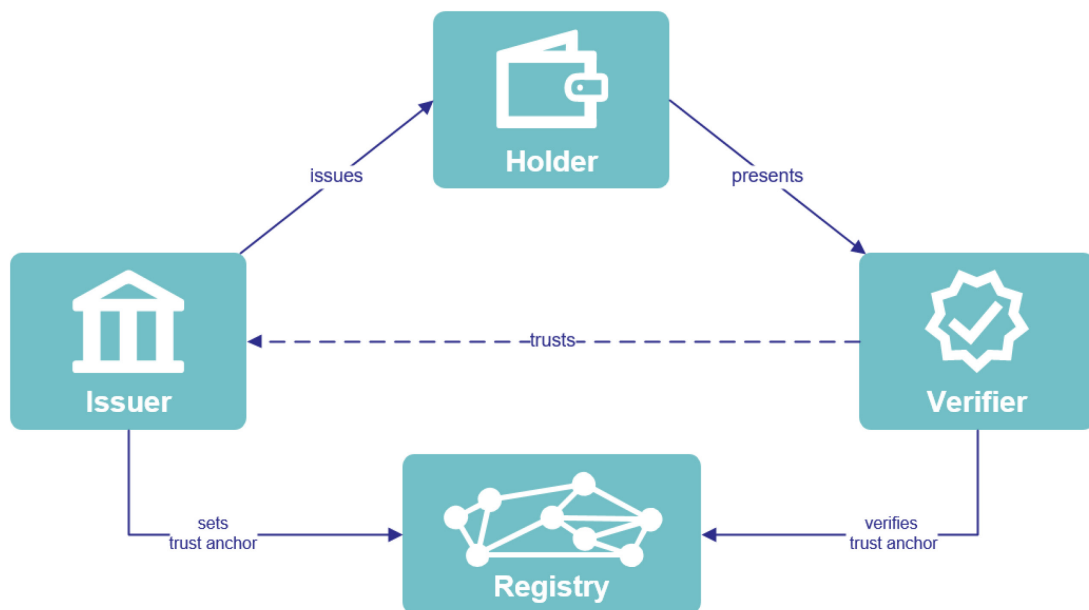 Holder
issues
presents
trusts
Issuer
Verifier
sets
trust anchor
verifies
trust anchor
Registry